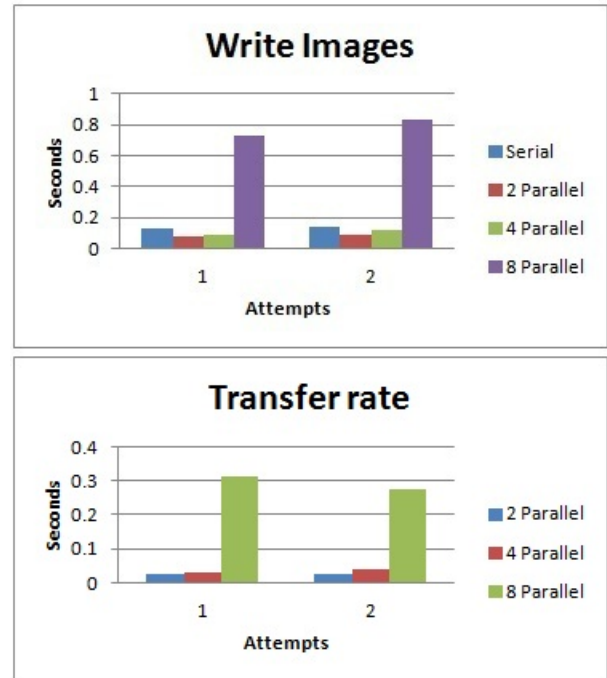 Write Images
1
0.8
0.6
0.4
0.2
0
Seconds
1 2
Attempts
Serial
2 Parallel
4 Parallel
8 Parallel
Transfer rate
0.4
0.3
0.2
0.1
0
Seconds
1 2
Attempts
2 Parallel
4 Parallel
8 Parallel